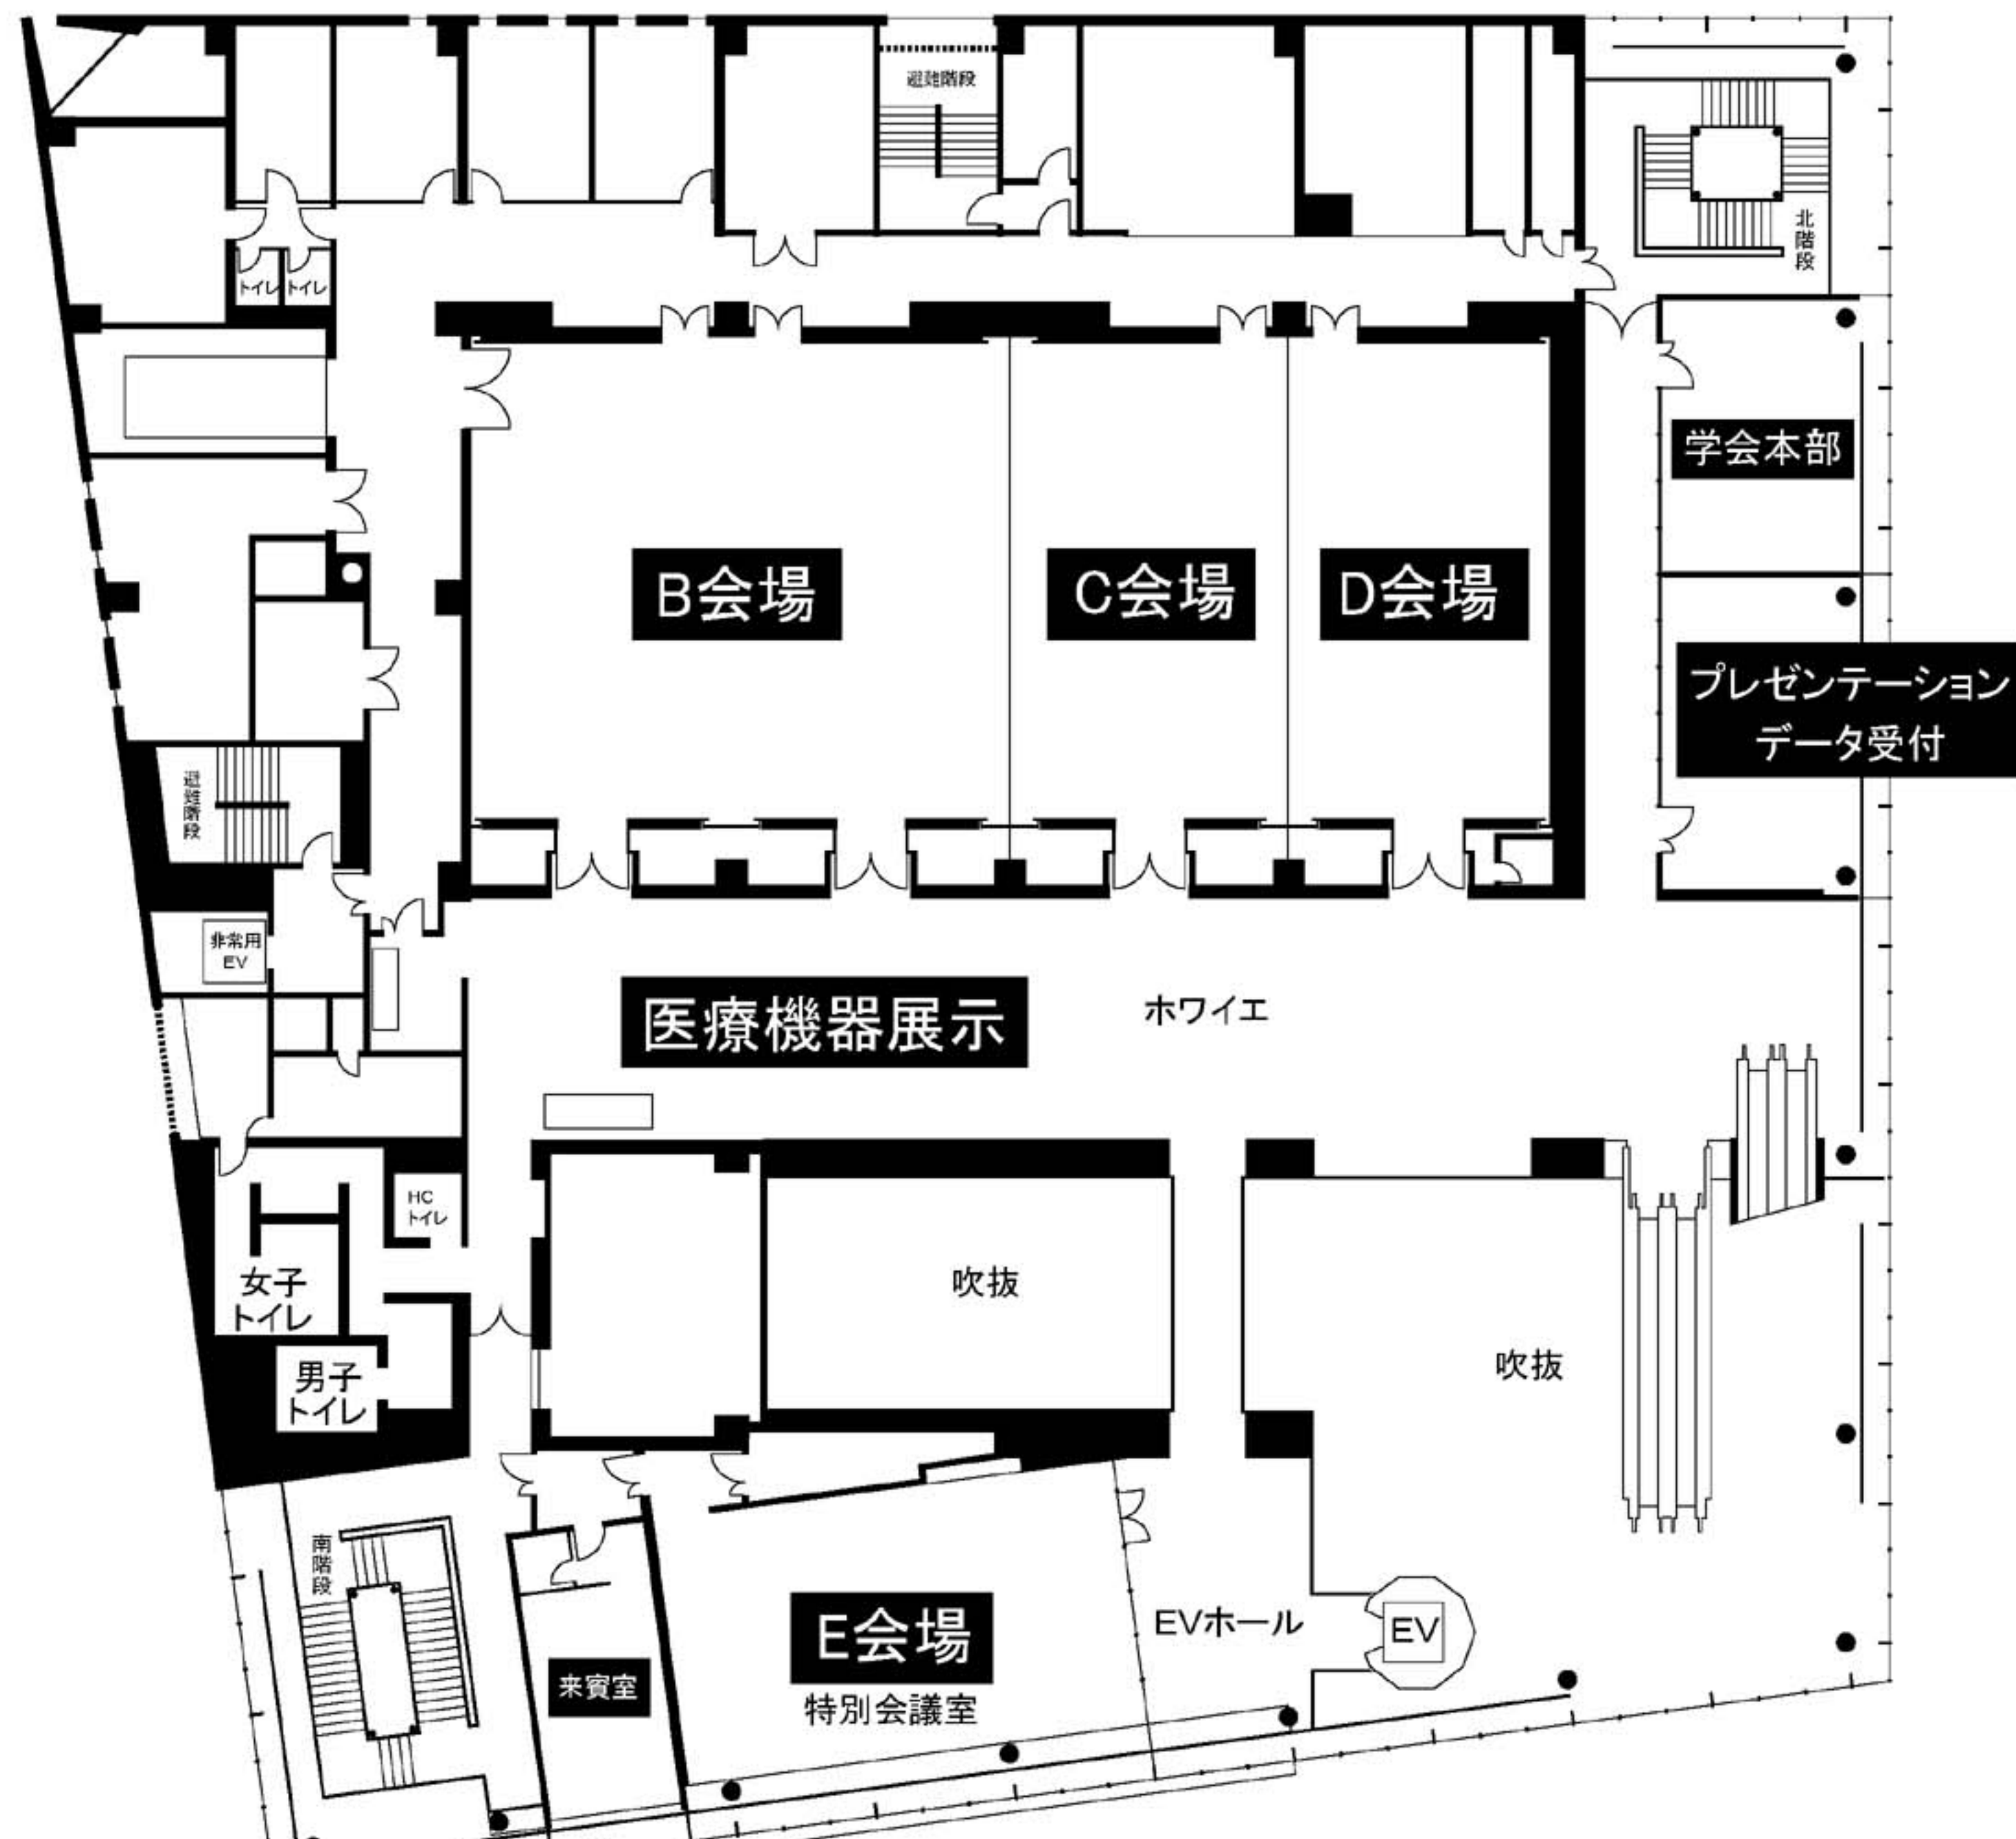 避難階段
北
階
段
トイレ
トイレ
学会本部
B会場
C会場
D会場
プレゼンテーション
データ受付
避
難
階
段
非常用
EV
医療機器展示
ホワイエ
HC
トイレ
女子
トイレ
吹抜
吹抜
男子
トイレ
南
階
段
E会場
特別会議室
EVホール
EV
来賓室